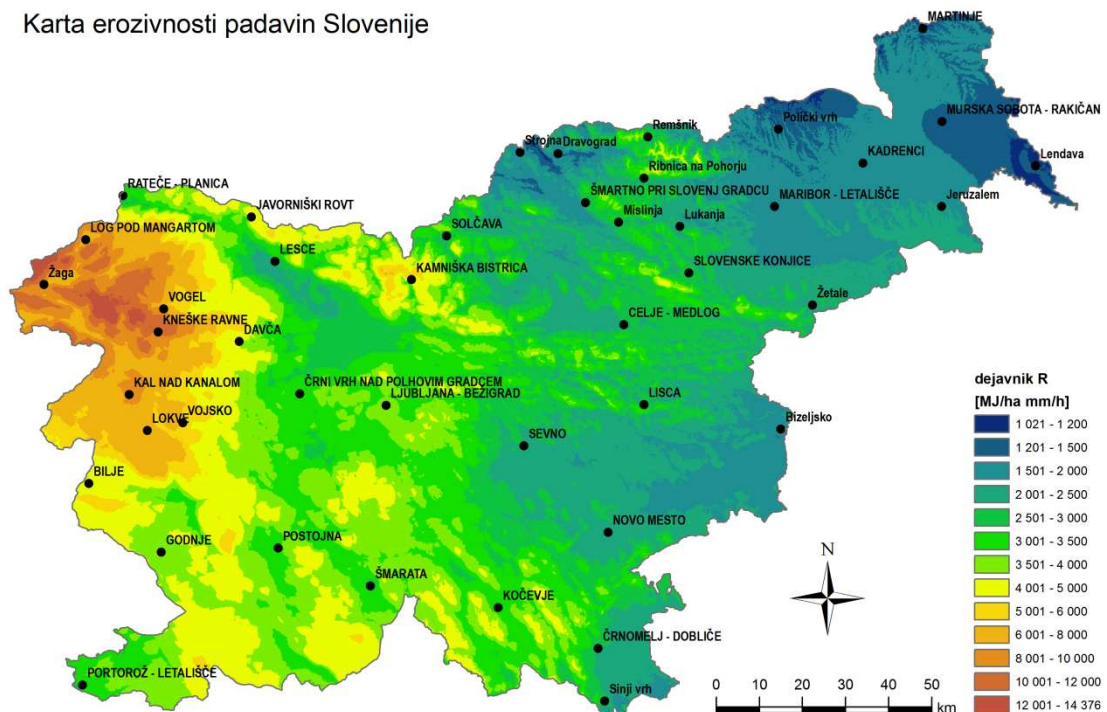 Karta erozivnosti padavin Slovenije
MARTINJE
MURSKA SOBOTA - RAKIČAN
Polički vrh
Remšnik
Strojna
Dravograd
KADRENCI
Lendava
Ribnica na Pohorju
RATEČE - PLANICA
ŠMARTNO PRI SLOVENJ GRADCU
MARIBOR - LETALIŠČE
Jeruzalem
JAVORNIŠKI ROVT
Mislinja
Lukanja
LOG POD MANGARTOM
SOLČAVA
LESCE
KAMNIŠKA BISTRICA
SLOVENSKE KONJICE
Žaga
VOGEL
Žetale
KNEŠKE RAVNE
DAVČA
CELJE - MEDLOG
KAL NAD KANALOM
ČRNI VRH NAD POLHOVIM GRADCEM
LJUBLJANA - BEŽIGRAD
LISCA
LOKVE
VOJSKO
Bizeljsko
SEVNO
BILJE
NOVO MESTO
GODNJE
POSTOJNA
ŠMARATA
KOČEVJE
ČRNOMELJ - DOBLIČE
PORTOROŽ - LETALIŠČE
Sinji vrh
dejavnik R
[MJ/ha mm/h]
1 021 - 1 200
1 201 - 1 500
1 501 - 2 000
2 001 - 2 500
2 501 - 3 000
3 001 - 3 500
3 501 - 4 000
4 001 - 5 000
5 001 - 6 000
6 001 - 8 000
8 001 - 10 000
10 001 - 12 000
12 001 - 14 376
N
0 10 20 30 40 50
km